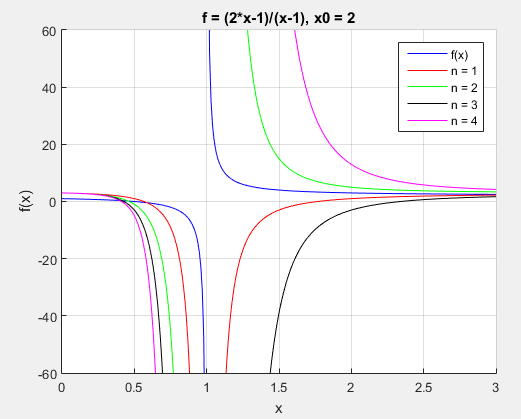 f = (2*x-1)/(x-1), x0 = 2
f(x)
60
40
20
0
-20
-40
-60
0
0.5
1
1.5
2
2.5
3
x
f(x)
n = 1
n = 2
n = 3
n = 4